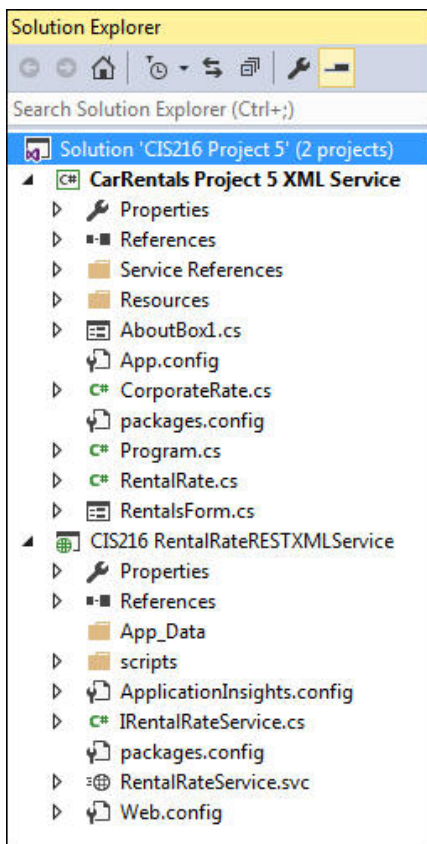 Solution Explorer
Search Solution Explorer (Ctrl+;)
Solution 'CIS216 Project 5' (2 projects)
C# CarRentals Project 5 XML Service
Properties
References
Service References
Resources
AboutBox1.cs
App.config
C# CorporateRate.cs
packages.config
C# Program.cs
C# RentalRate.cs
RentalsForm.cs
CIS216 RentalRateRESTXMLService
Properties
References
App_Data
scripts
ApplicationInsights.config
C# IRentalRateService.cs
packages.config
RentalRateService.svc
Web.config